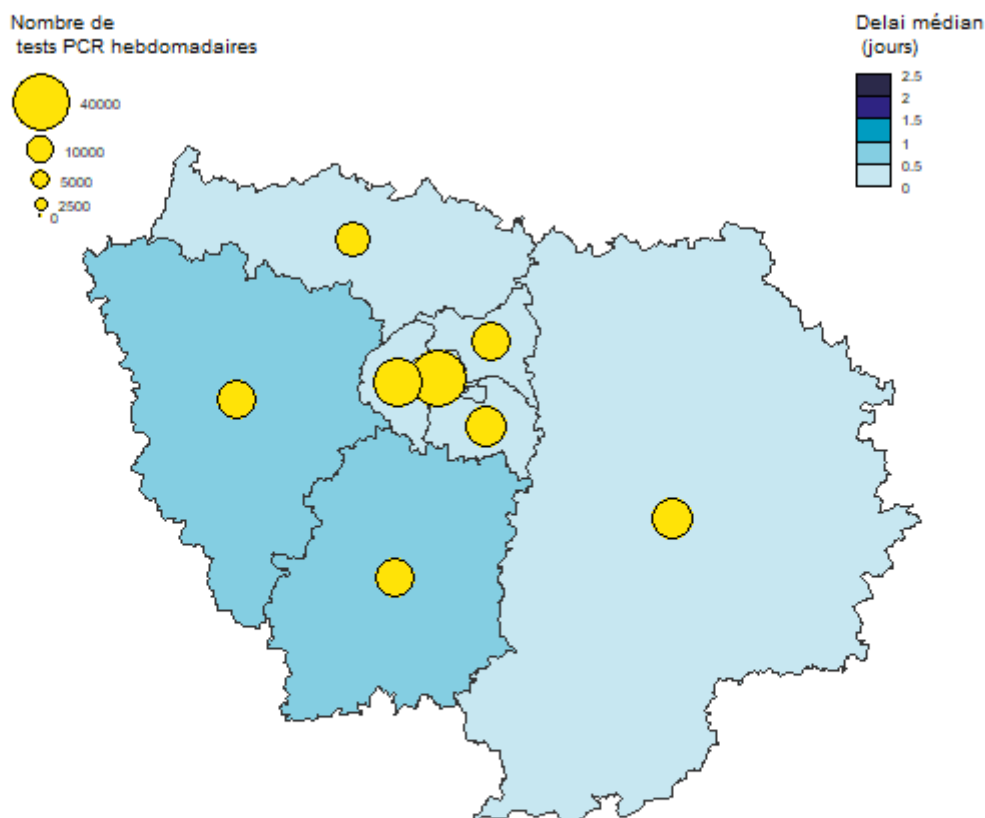 Nombre de
tests PCR hebdomadaires
40000
10000
5000
2500
0
Delai médian
(jours)
2.5
2
1.5
1
0.5
0